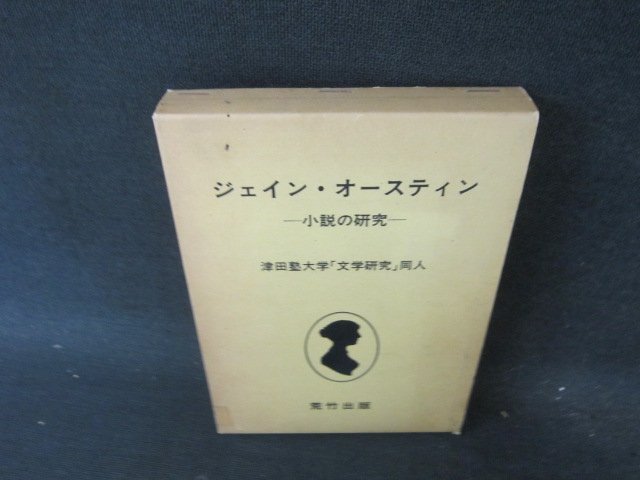 ジェイン・オースティン
―小説の研究―
津田塾大学「文学研究」同人
荒竹出版